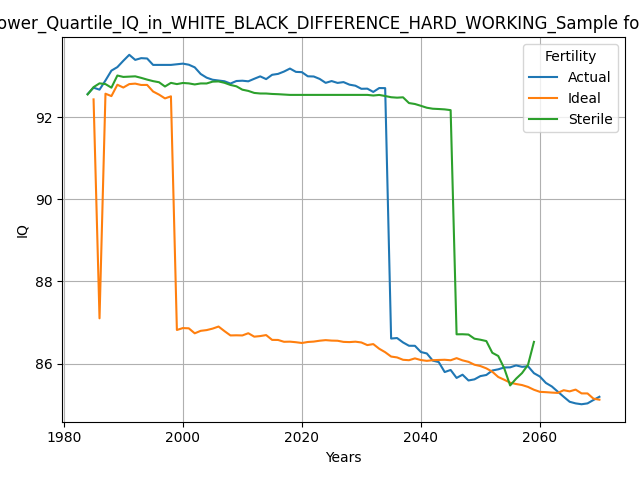 ower_Quartile_IQ_in_WHITE_BLACK_DIFFERENCE_HARD_WORKING_Sample fo
Fertility
Actual
Ideal
Sterile
IQ
92
90
88
86
1980
2000
2020
2040
2060
Years